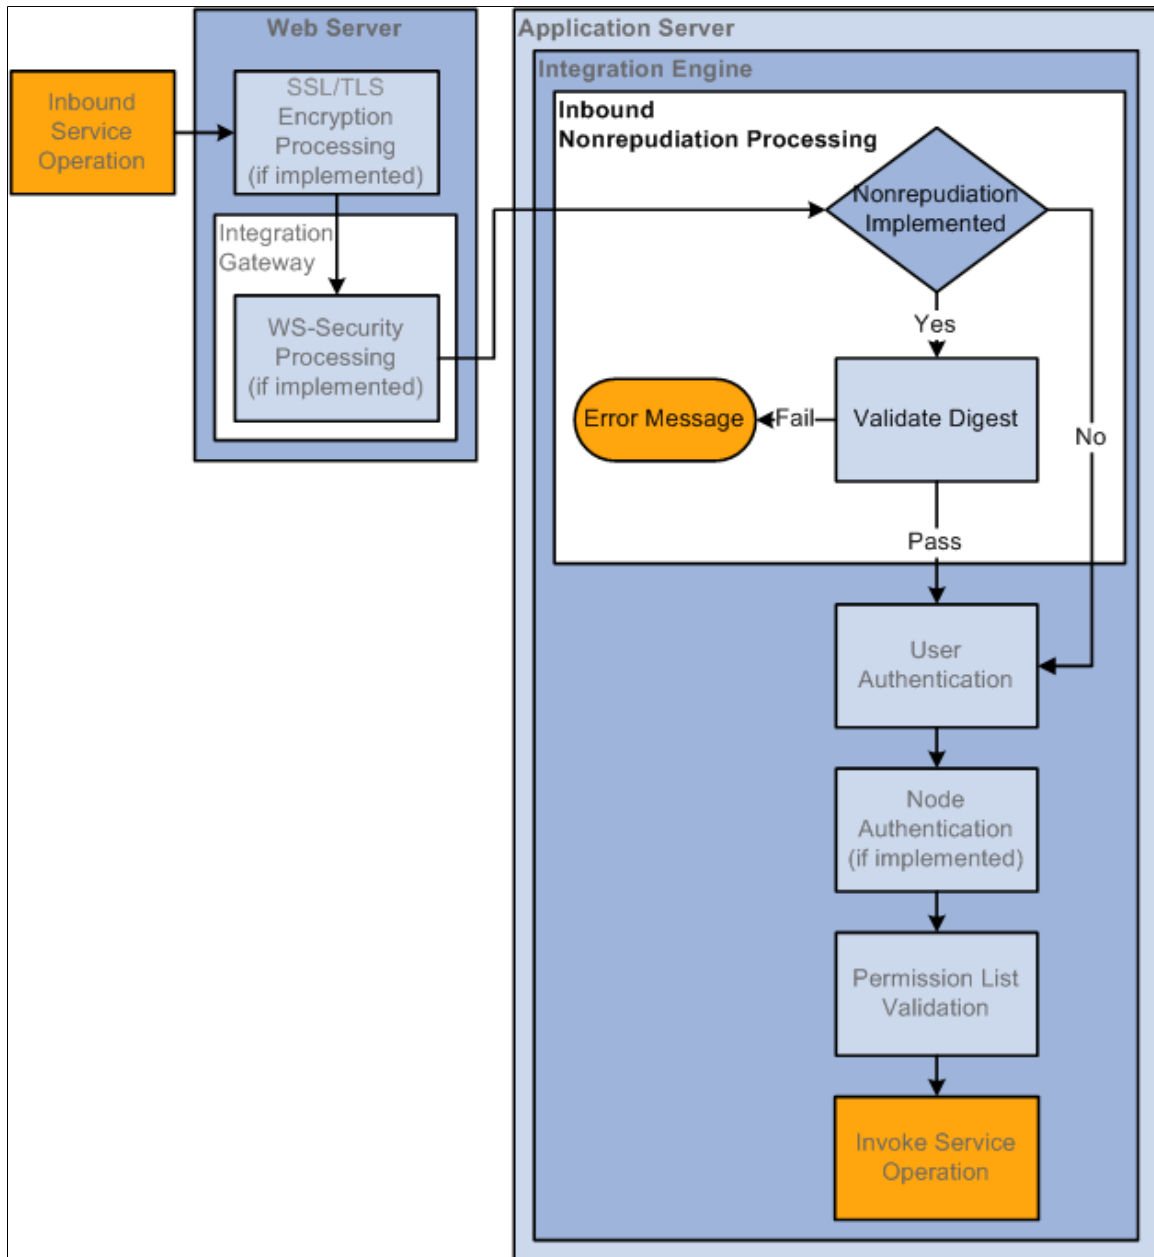 Web Server
Application Server
Integration Engine
Inbound
Service
Operation
SSL/TLS
Encryption
Processing
(if implemented)
Integration
Gateway
WS-Security
Processing
(if implemented)
Inbound
Nonrepudiation Processing
Nonrepudiation
Implemented
Yes
No
Validate Digest
Fail
Error Message
Pass
User
Authentication
Node
Authentication
(if implemented)
Permission List
Validation
Invoke Service
Operation